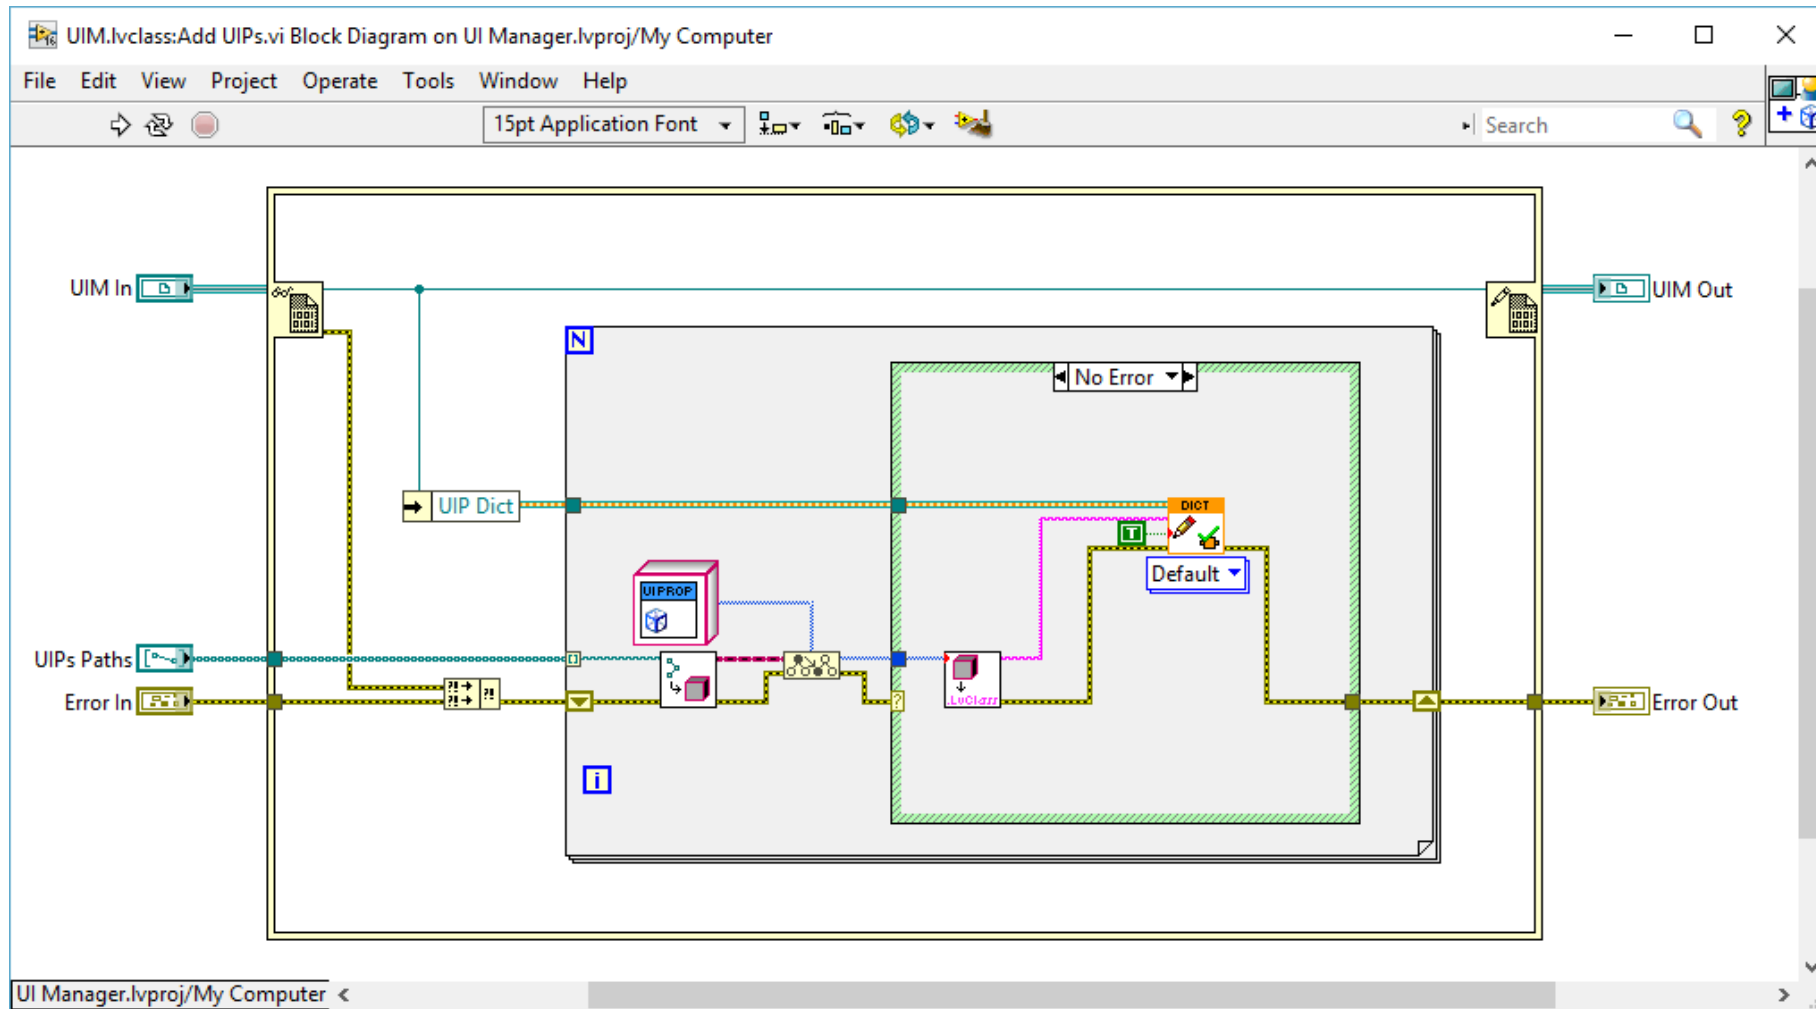 UIM.lvclass:Add UIPs.vi Block Diagram on UI Manager.lvproj/My Computer
File Edit View Project Operate Tools Window Help
15pt Application Font
Search
UIM In
UIM Out
N
No Error
UIP Dict
DICT
T
Default
UIPROP
UIPs Paths
Error In
.LvClass
Error Out
i
UI Manager.lvproj/My Computer